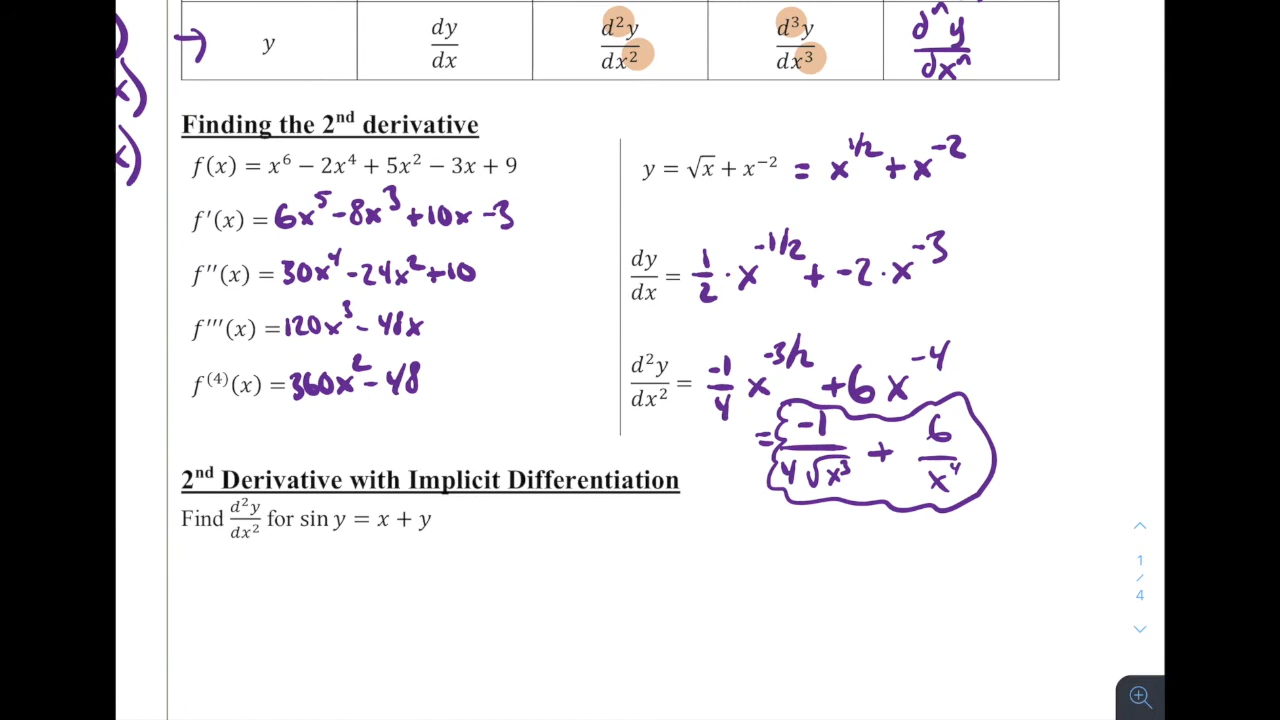 → y dy/dx d²y/dx² d³y/dx³ dⁿy/dxⁿ
)
x)
x)
Finding the 2nd derivative
f(x) = x⁶ − 2x⁴ + 5x² − 3x + 9
f′(x) = 6x⁵ - 8x³ + 10x - 3
f″(x) = 30x⁴ - 24x² + 10
f‴(x) = 120x³ - 48x
f⁽⁴⁾(x) = 360x² - 48
y = √x + x⁻² = x^1/2 + x^-2
dy/dx = 1/2 · x^-1/2 + -2 · x^-3
d²y/dx² = -1/4 x^-3/2 + 6x^-4
= -1/4√x³ + 6/x⁴
2nd Derivative with Implicit Differentiation
Find d²y/dx² for sin y = x + y
1
/
4